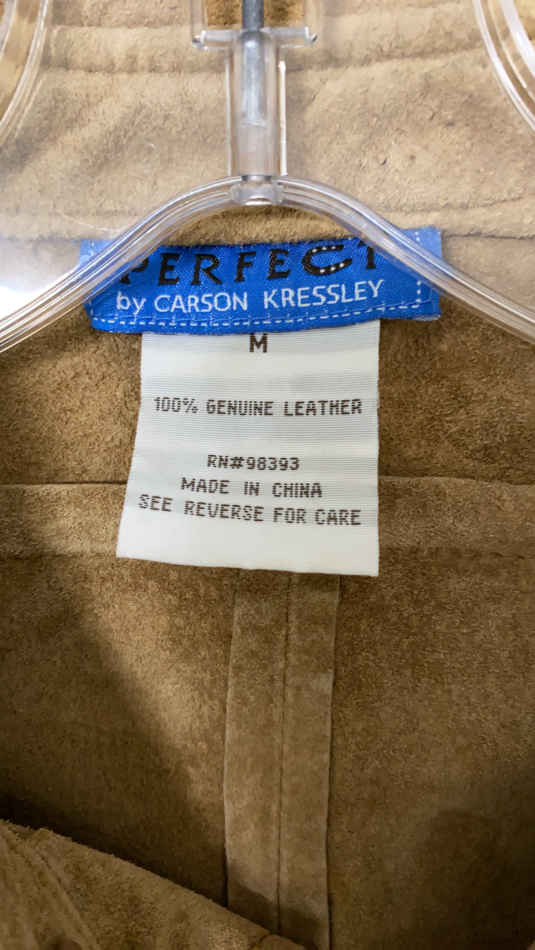 PERFECT
by CARSON KRESSLEY
M
100% GENUINE LEATHER
RN#98393
MADE IN CHINA
SEE REVERSE FOR CARE